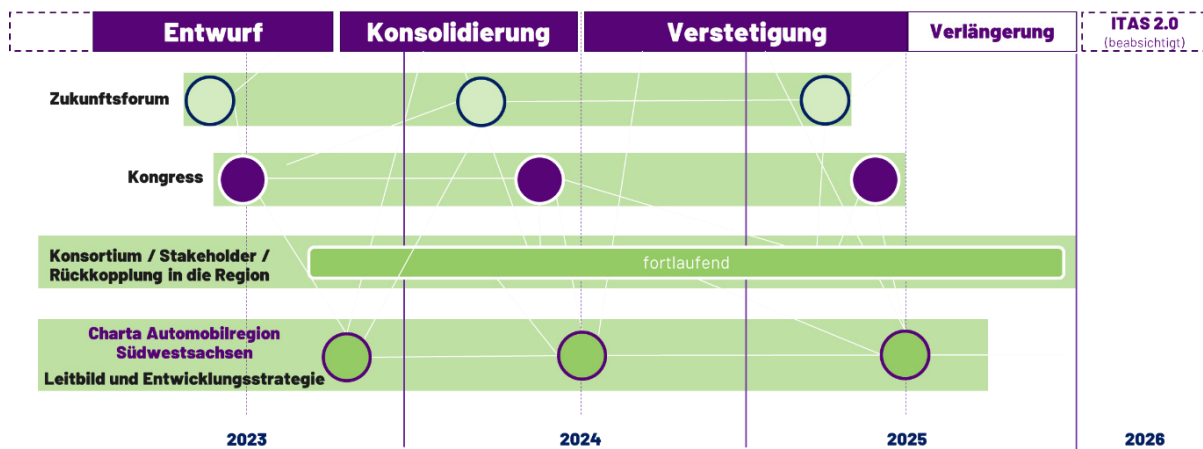 Entwurf
Konsolidierung
Verstetigung
Verlängerung
ITAS 2.0
(beabsichtigt)
Zukunftsforum
Kongress
Konsortium / Stakeholder /
Rückkopplung in die Region
fortlaufend
Charta Automobilregion
Südwestsachsen
Leitbild und Entwicklungsstrategie
2023
2024
2025
2026